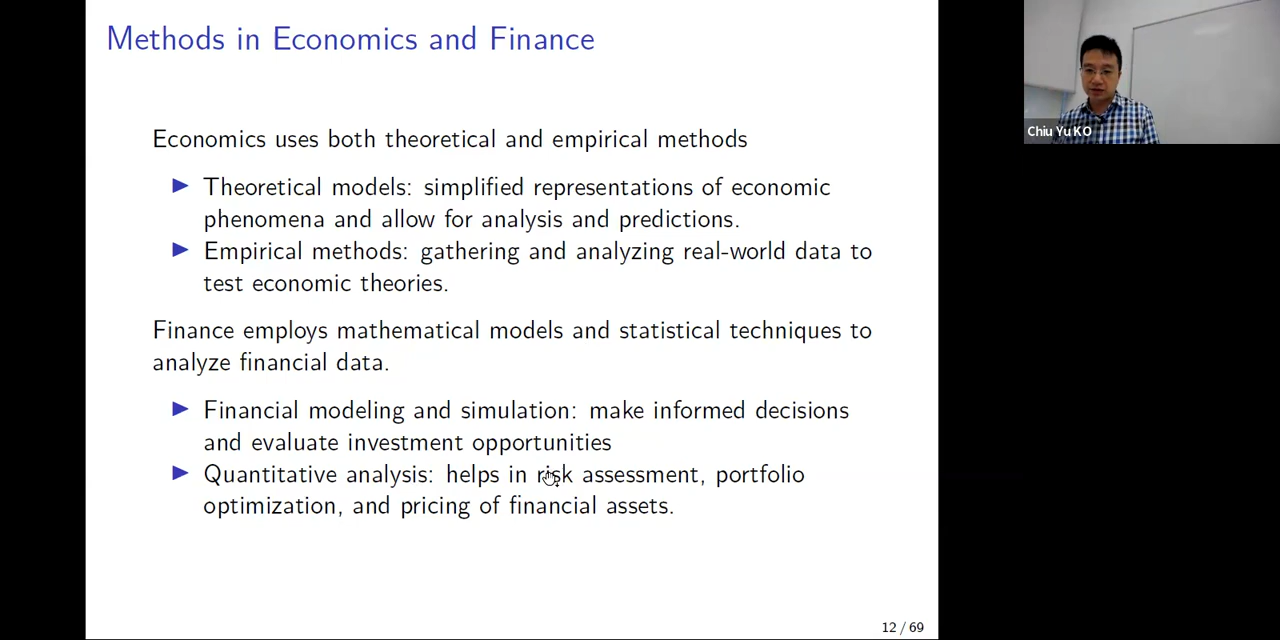 Methods in Economics and Finance
Economics uses both theoretical and empirical methods
Theoretical models: simplified representations of economic
phenomena and allow for analysis and predictions.
Empirical methods: gathering and analyzing real-world data to
test economic theories.
Finance employs mathematical models and statistical techniques to
analyze financial data.
Financial modeling and simulation: make informed decisions
and evaluate investment opportunities
Quantitative analysis: helps in risk assessment, portfolio
optimization, and pricing of financial assets.
12 / 69
Chiu Yu KO